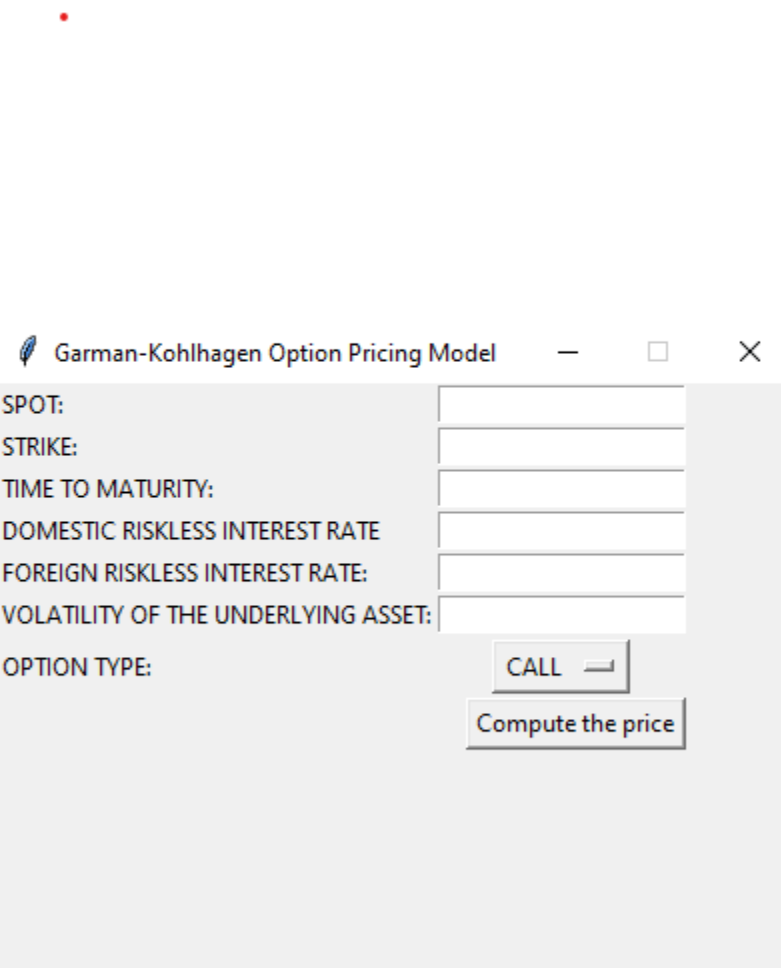 Garman-Kohlhagen Option Pricing Model
SPOT:
STRIKE:
TIME TO MATURITY:
DOMESTIC RISKLESS INTEREST RATE
FOREIGN RISKLESS INTEREST RATE:
VOLATILITY OF THE UNDERLYING ASSET:
OPTION TYPE: CALL
Compute the price